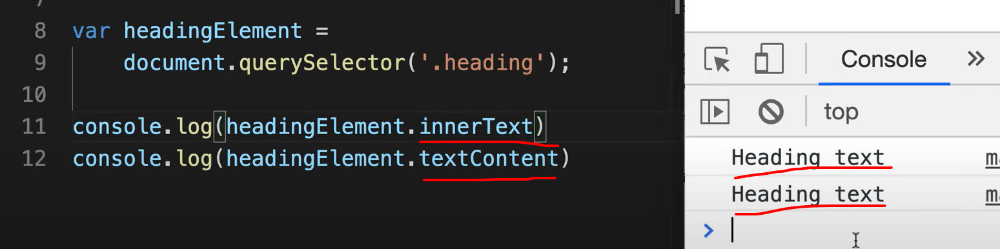 8 var headingElement =
9 document.querySelector('.heading');
10
11 console.log(headingElement.innerText)
12 console.log(headingElement.textContent)
Console
top
Heading text
Heading text